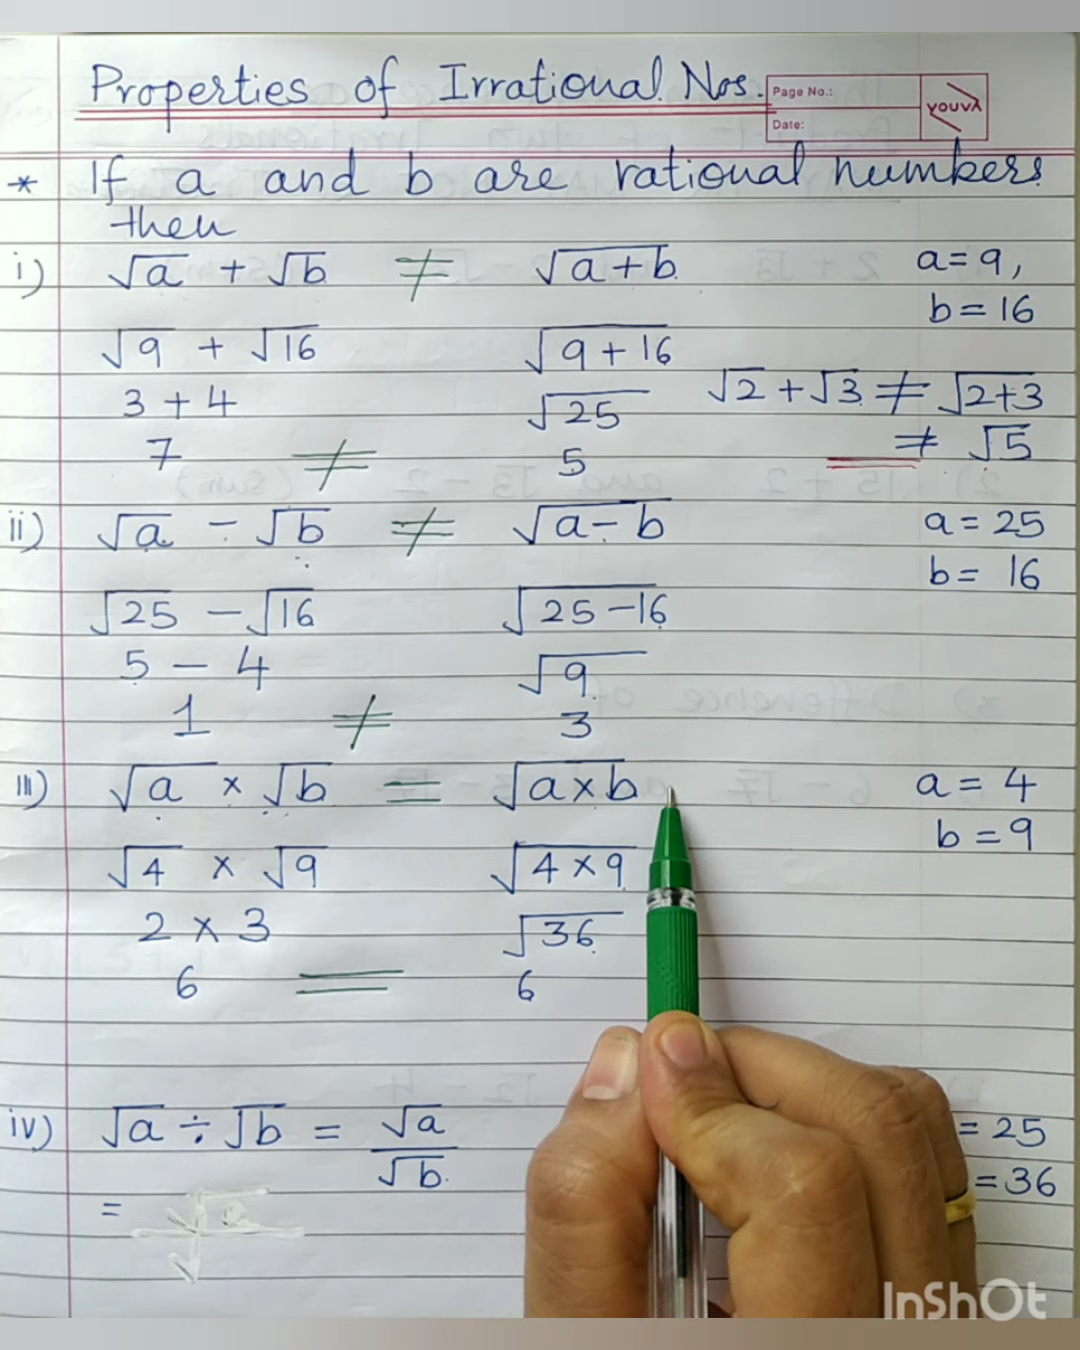 Properties of Irrational Nos.
Page No.:
Date:
YOUVA
* If a and b are rational numbers
then
i) √a + √b ≠ √a+b a=9,
b=16
√9 + √16 √9+16
3+4 √25 √2+√3 ≠ √2+3
7 ≠ 5 ≠ √5
ii) √a - √b ≠ √a-b a=25
b= 16
√25 - √16 √25-16
5 - 4 √9
1 ≠ 3
iii) √a × √b = √a×b a=4
b=9
√4 × √9 √4×9
2 × 3 √36
6 = 6
iv) √a ÷ √b = √a/√b = 25
= = 36
InShOt